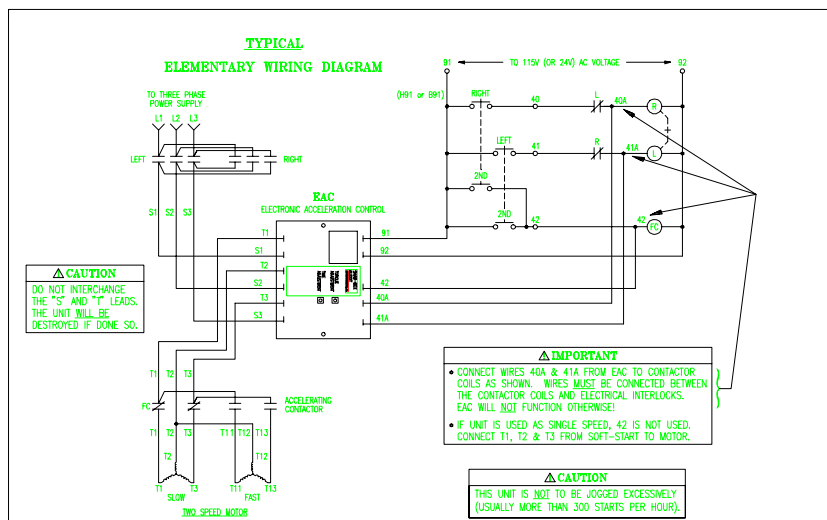 TYPICAL
ELEMENTARY WIRING DIAGRAM
91
TO 115V (OR 24V) AC VOLTAGE
92
(H91 or B91)
RIGHT
40
L
40A
R
TO THREE PHASE
POWER SUPPLY
L1
L2
L3
LEFT
RIGHT
LEFT
41
R
41A
L
2ND
2ND
42
42
FC
S1
S2
S3
EAC
ELECTRONIC ACCELERATION CONTROL
T1
S1
T2
S2
T3
S3
91
92
42
40A
41A
⚠ CAUTION
DO NOT INTERCHANGE
THE "S" AND "T" LEADS.
THE UNIT WILL BE
DESTROYED IF DONE SO.
T1
T2
T3
FC
ACCELERATING
CONTACTOR
T1
T2
T3
T11
T12
T13
T2
T12
T1
T3
T11
T13
SLOW
FAST
TWO SPEED MOTOR
⚠ IMPORTANT
• CONNECT WIRES 40A & 41A FROM EAC TO CONTACTOR
COILS AS SHOWN. WIRES MUST BE CONNECTED BETWEEN
THE CONTACTOR COILS AND ELECTRICAL INTERLOCKS.
EAC WILL NOT FUNCTION OTHERWISE!
• IF UNIT IS USED AS SINGLE SPEED, 42 IS NOT USED.
CONNECT T1, T2 & T3 FROM SOFT-START TO MOTOR.
⚠ CAUTION
THIS UNIT IS NOT TO BE JOGGED EXCESSIVELY
(USUALLY MORE THAN 300 STARTS PER HOUR).